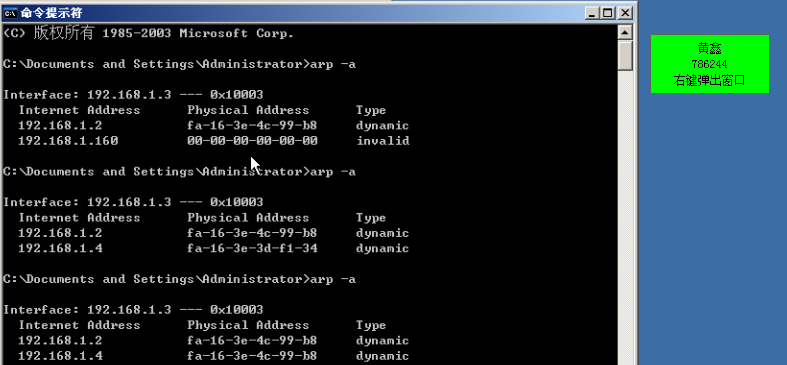 命令提示符
(C) 版权所有 1985-2003 Microsoft Corp.
C:\Documents and Settings\Administrator>arp -a
Interface: 192.168.1.3 --- 0x10003
Internet Address Physical Address Type
192.168.1.2 fa-16-3e-4c-99-b8 dynamic
192.168.1.160 00-00-00-00-00-00 invalid
C:\Documents and Settings\Administrator>arp -a
Interface: 192.168.1.3 --- 0x10003
Internet Address Physical Address Type
192.168.1.2 fa-16-3e-4c-99-b8 dynamic
192.168.1.4 fa-16-3e-3d-f1-34 dynamic
C:\Documents and Settings\Administrator>arp -a
Interface: 192.168.1.3 --- 0x10003
Internet Address Physical Address Type
192.168.1.2 fa-16-3e-4c-99-b8 dynamic
192.168.1.4 fa-16-3e-4c-99-b8 dynamic
黄鑫
786244
右键弹出窗口